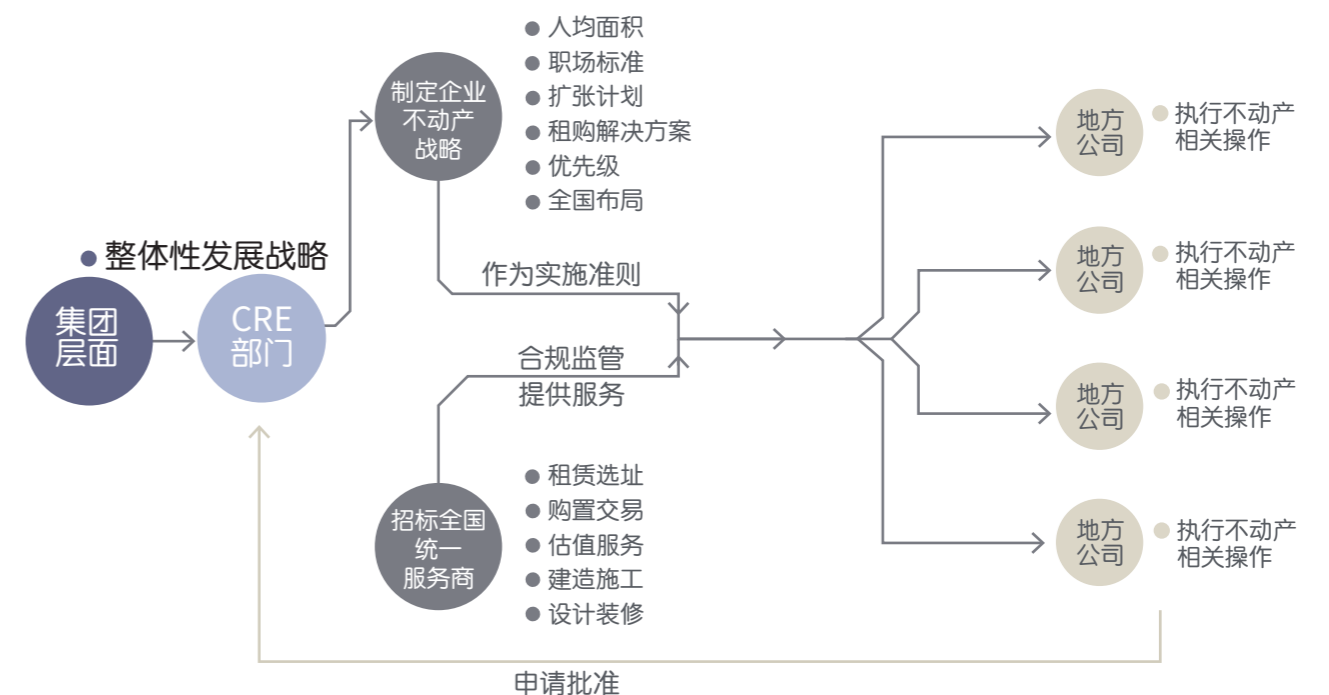 整体性发展战略
集团
层面
CRE
部门
制定企业
不动产
战略
人均面积
职场标准
扩张计划
租购解决方案
优先级
全国布局
作为实施准则
合规监管
提供服务
招标全国
统一
服务商
租赁选址
购置交易
估值服务
建造施工
设计装修
地方
公司
执行不动产
相关操作
地方
公司
执行不动产
相关操作
地方
公司
执行不动产
相关操作
地方
公司
执行不动产
相关操作
申请批准